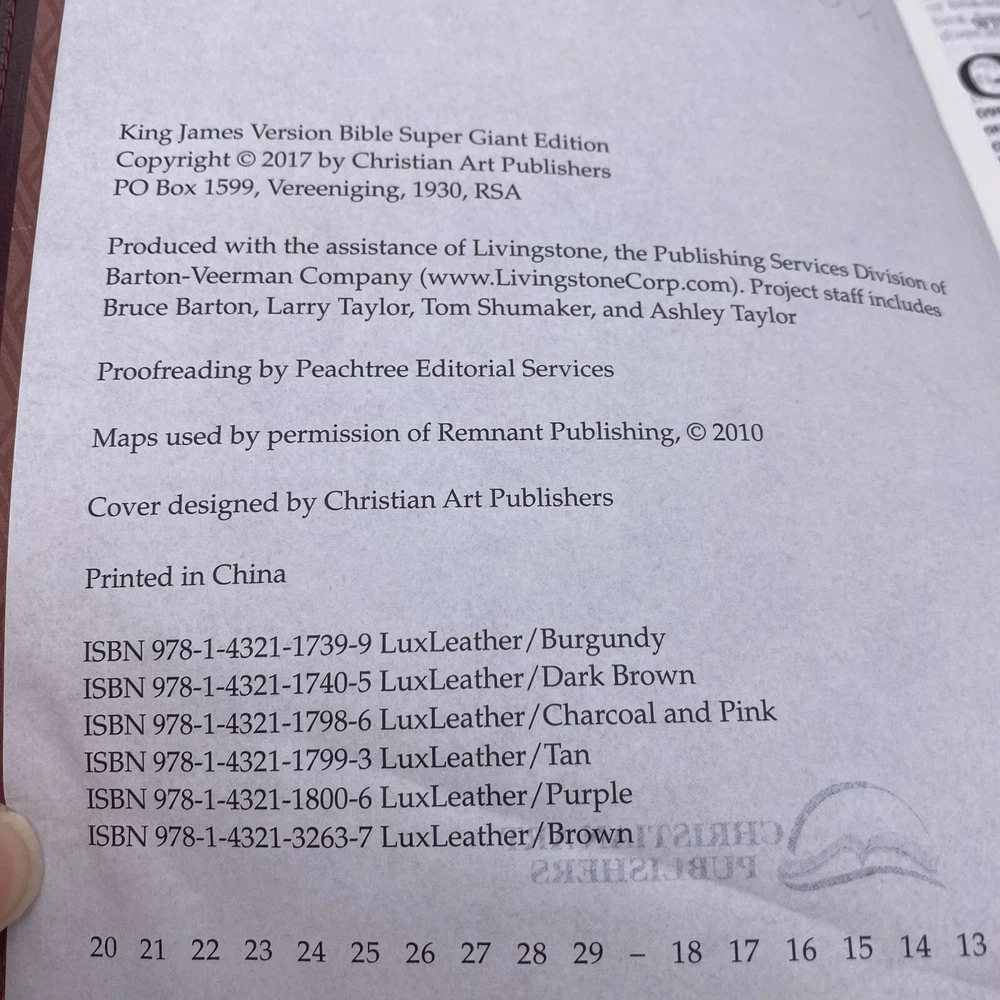 King James Version Bible Super Giant Edition
Copyright © 2017 by Christian Art Publishers
PO Box 1599, Vereeniging, 1930, RSA
Produced with the assistance of Livingstone, the Publishing Services Division of
Barton-Veerman Company (www.LivingstoneCorp.com). Project staff includes
Bruce Barton, Larry Taylor, Tom Shumaker, and Ashley Taylor
Proofreading by Peachtree Editorial Services
Maps used by permission of Remnant Publishing, © 2010
Cover designed by Christian Art Publishers
Printed in China
ISBN 978-1-4321-1739-9 LuxLeather/Burgundy
ISBN 978-1-4321-1740-5 LuxLeather/Dark Brown
ISBN 978-1-4321-1798-6 LuxLeather/Charcoal and Pink
ISBN 978-1-4321-1799-3 LuxLeather/Tan
ISBN 978-1-4321-1800-6 LuxLeather/Purple
ISBN 978-1-4321-3263-7 LuxLeather/Brown
PUBLISHERS
20 21 22 23 24 25 26 27 28 29 – 18 17 16 15 14 13